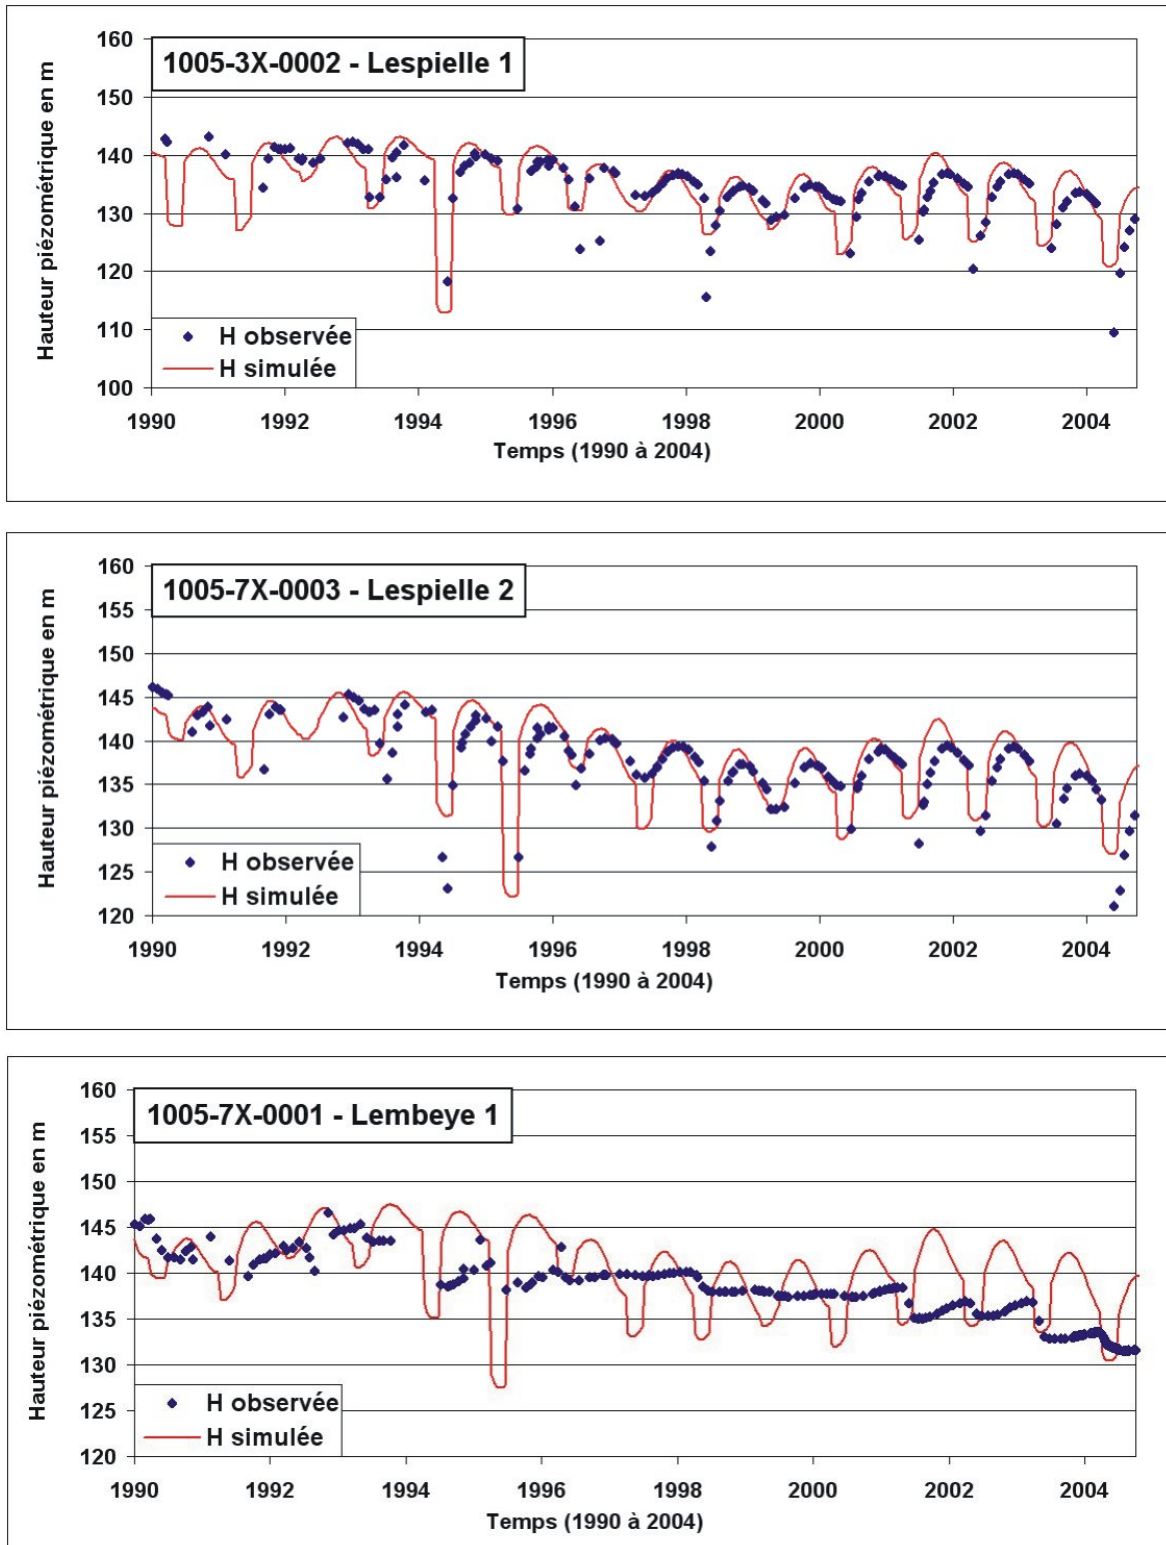 1005-3X-0002 - Lespielle 1
Hauteur piézométrique en m
160
150
140
130
120
110
100
H observée
H simulée
1990 1992 1994 1996 1998 2000 2002 2004
Temps (1990 à 2004)
1005-7X-0003 - Lespielle 2
Hauteur piézométrique en m
160
155
150
145
140
135
130
125
120
H observée
H simulée
1990 1992 1994 1996 1998 2000 2002 2004
Temps (1990 à 2004)
1005-7X-0001 - Lembeye 1
Hauteur piézométrique en m
160
155
150
145
140
135
130
125
120
H observée
H simulée
1990 1992 1994 1996 1998 2000 2002 2004
Temps (1990 à 2004)